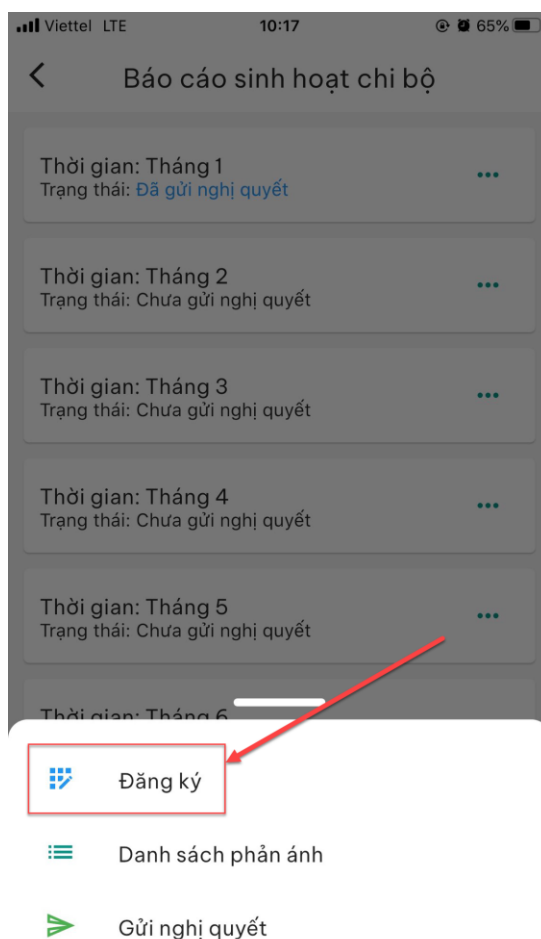 Viettel LTE 10:17 65%
Báo cáo sinh hoạt chi bộ
Thời gian: Tháng 1
Trạng thái: Đã gửi nghị quyết
Thời gian: Tháng 2
Trạng thái: Chưa gửi nghị quyết
Thời gian: Tháng 3
Trạng thái: Chưa gửi nghị quyết
Thời gian: Tháng 4
Trạng thái: Chưa gửi nghị quyết
Thời gian: Tháng 5
Trạng thái: Chưa gửi nghị quyết
Thời gian: Tháng 6
Đăng ký
Danh sách phản ánh
Gửi nghị quyết